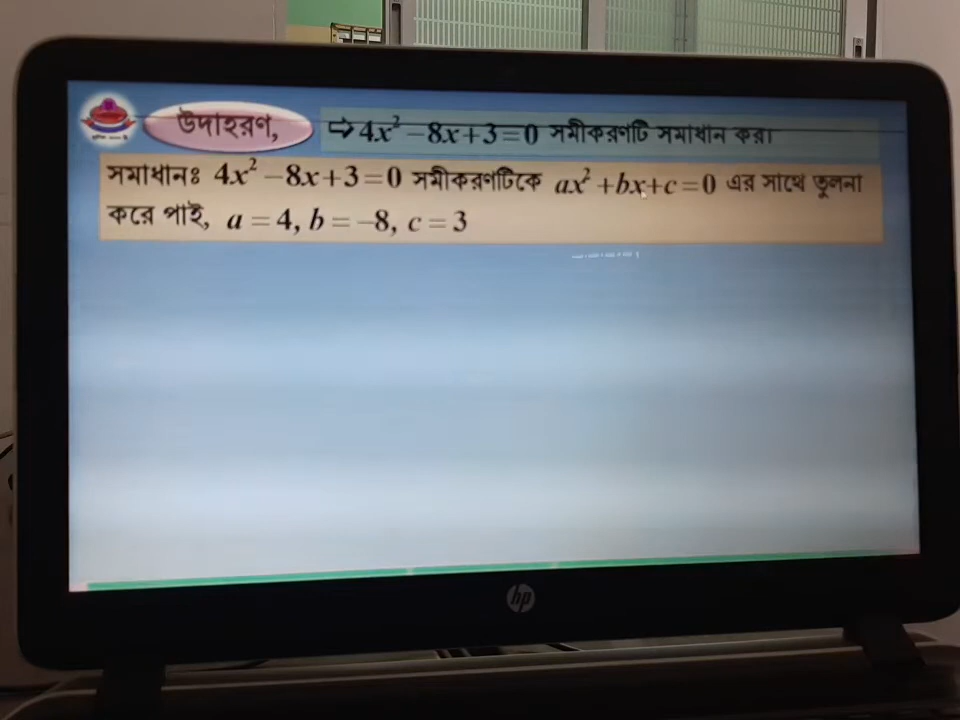 উদাহরণ, ⇨ 4x² − 8x + 3 = 0 সমীকরণটি সমাধান কর।
সমাধানঃ 4x² − 8x + 3 = 0 সমীকরণটিকে ax² + bx + c = 0 এর সাথে তুলনা
করে পাই, a = 4, b = −8, c = 3
hp